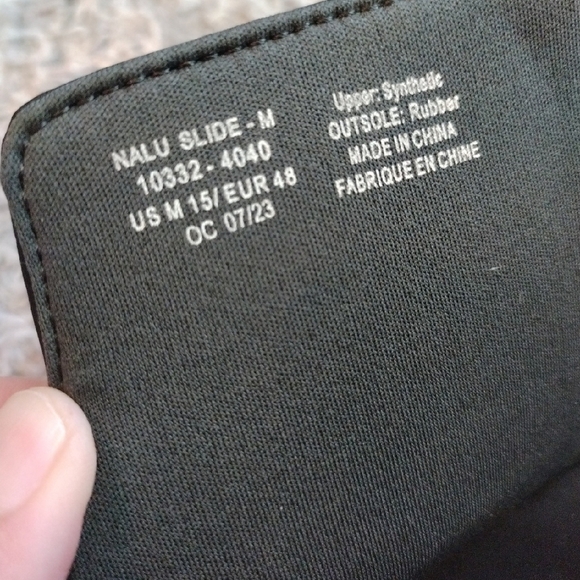 NALU SLIDE - M
10332 - 4040
US M 15/ EUR 48
OC 07/23
Upper: Synthetic
OUTSOLE: Rubber
MADE IN CHINA
FABRIQUE EN CHINE